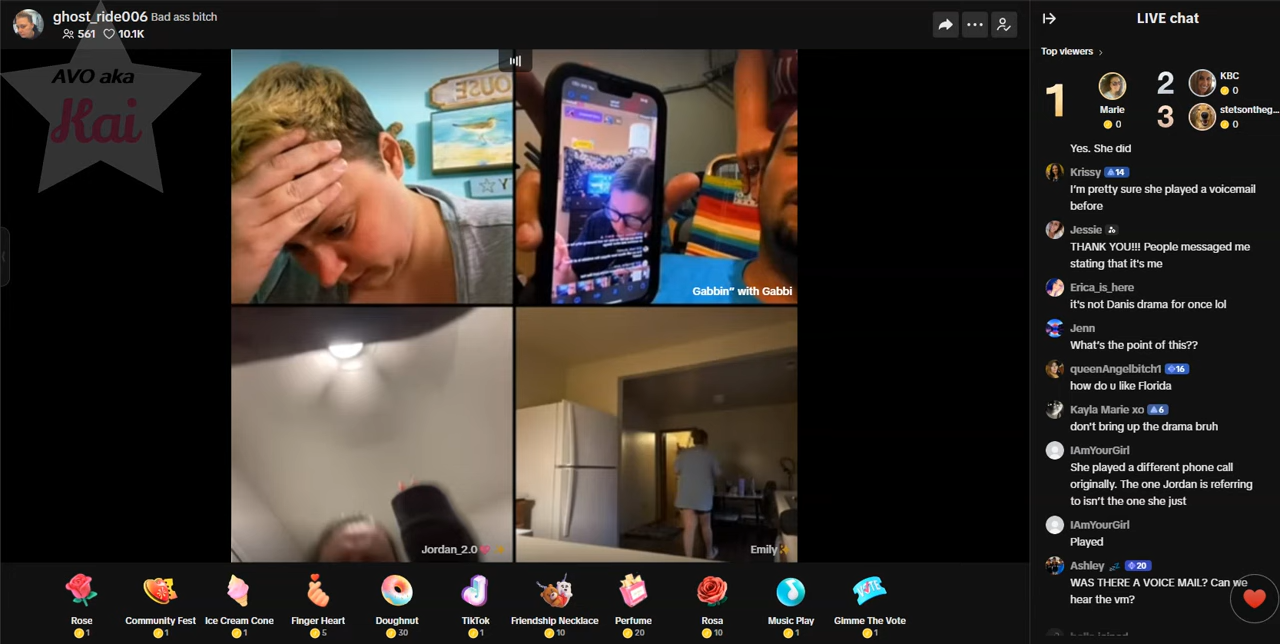 ghost_ride006 Bad ass bitch
561 10.1K
AVO aka
Kai
HOUSE
Gabbin" with Gabbi
Jordan_2.0
Emily
Rose
1
Community Fest
1
Ice Cream Cone
1
Finger Heart
5
Doughnut
30
TikTok
1
Friendship Necklace
10
Perfume
20
Rosa
10
Music Play
1
VOTE
Gimme The Vote
1
LIVE chat
Top viewers
1
Marie
0
2
KBC
0
3
stetsontheg...
0
Yes. She did
Krissy 14
I'm pretty sure she played a voicemail
before
Jessie
THANK YOU!!! People messaged me
stating that it's me
Erica_is_here
it's not Danis drama for once lol
Jenn
What's the point of this??
queenAngelbitch1 16
how do u like Florida
Kayla Marie xo 6
don't bring up the drama bruh
IAmYourGirl
She played a different phone call
originally. The one Jordan is referring
to isn't the one she just
IAmYourGirl
Played
Ashley 20
WAS THERE A VOICE MAIL? Can we
hear the vm?